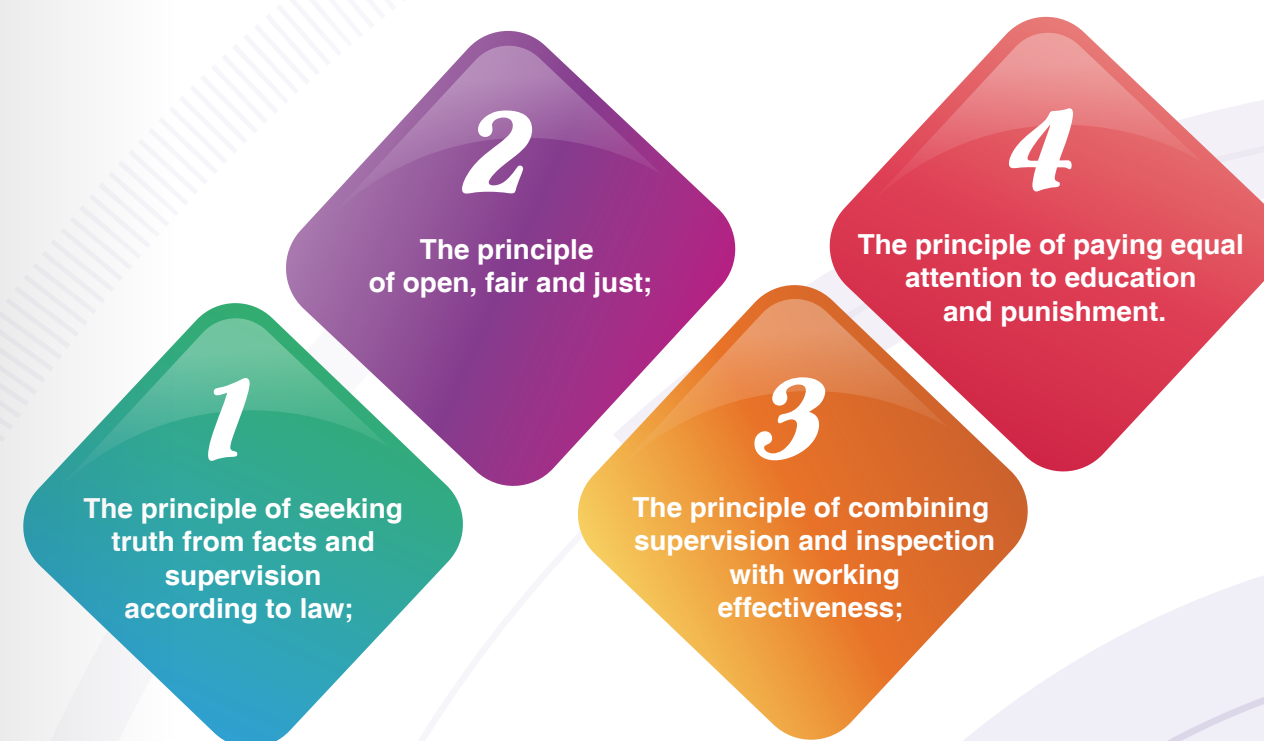 1
The principle of seeking
truth from facts and
supervision
according to law;
2
The principle
of open, fair and just;
3
The principle of combining
supervision and inspection
with working
effectiveness;
4
The principle of paying equal
attention to education
and punishment.